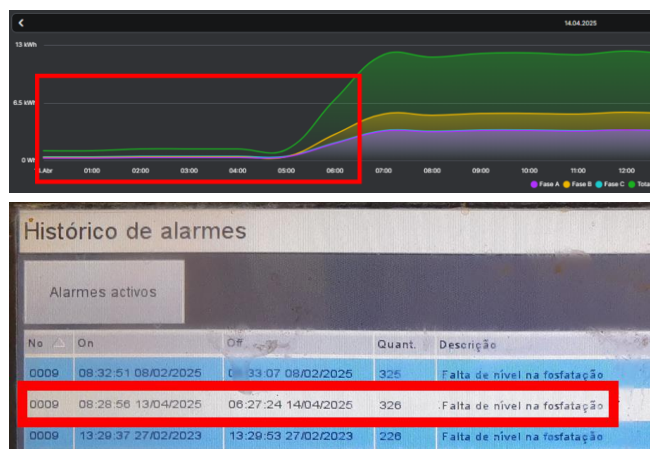 14.04.2025
13 kWh
6.5 kWh
0 Wh
1.Abr 01:00 02:00 03:00 04:00 05:00 06:00 07:00 08:00 09:00 10:00 11:00 12:00
Fase A Fase B Fase C Tota
Histórico de alarmes
Alarmes activos
No On Off Quant. Descrição
0009 08:32:51 08/02/2025 33:07 08/02/2025 325 Falta de nível na fosfatação
0009 08:28:56 13/04/2025 06:27:24 14/04/2025 326 Falta de nível na fosfatação
0009 13:29:37 27/02/2023 13:29:53 27/02/2023 226 Falta de nível na fosfatação